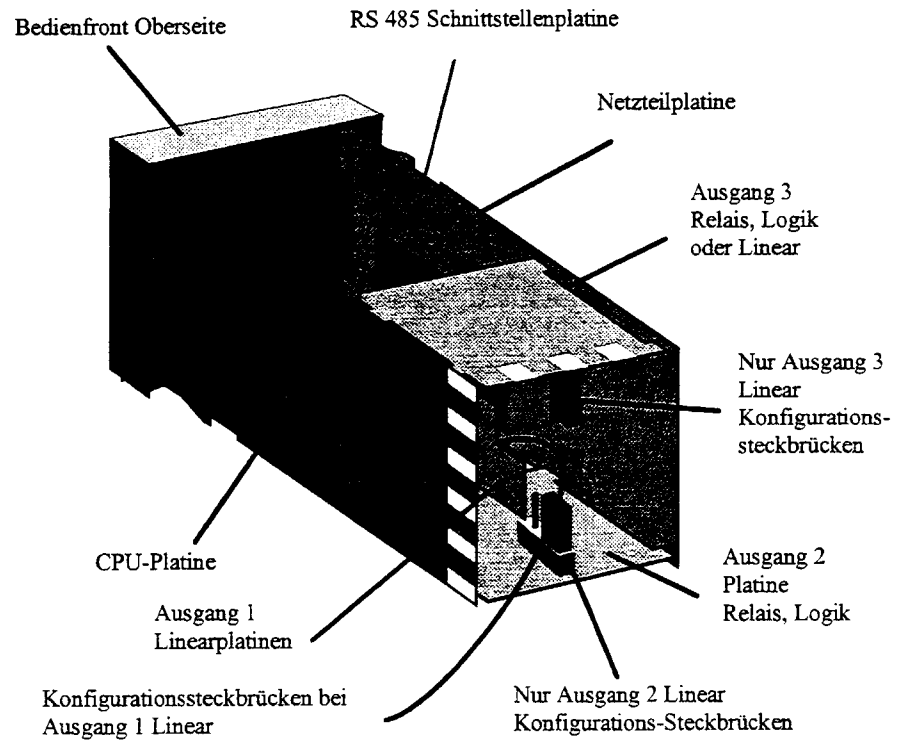 Bedienfront Oberseite
RS 485 Schnittstellenplatine
Netzteilplatine
Ausgang 3
Relais, Logik
oder Linear
Nur Ausgang 3
Linear
Konfigurations-
steckbrücken
CPU-Platine
Ausgang 1
Linearplatinen
Ausgang 2
Platine
Relais, Logik
Konfigurationssteckbrücken bei
Ausgang 1 Linear
Nur Ausgang 2 Linear
Konfigurations-Steckbrücken